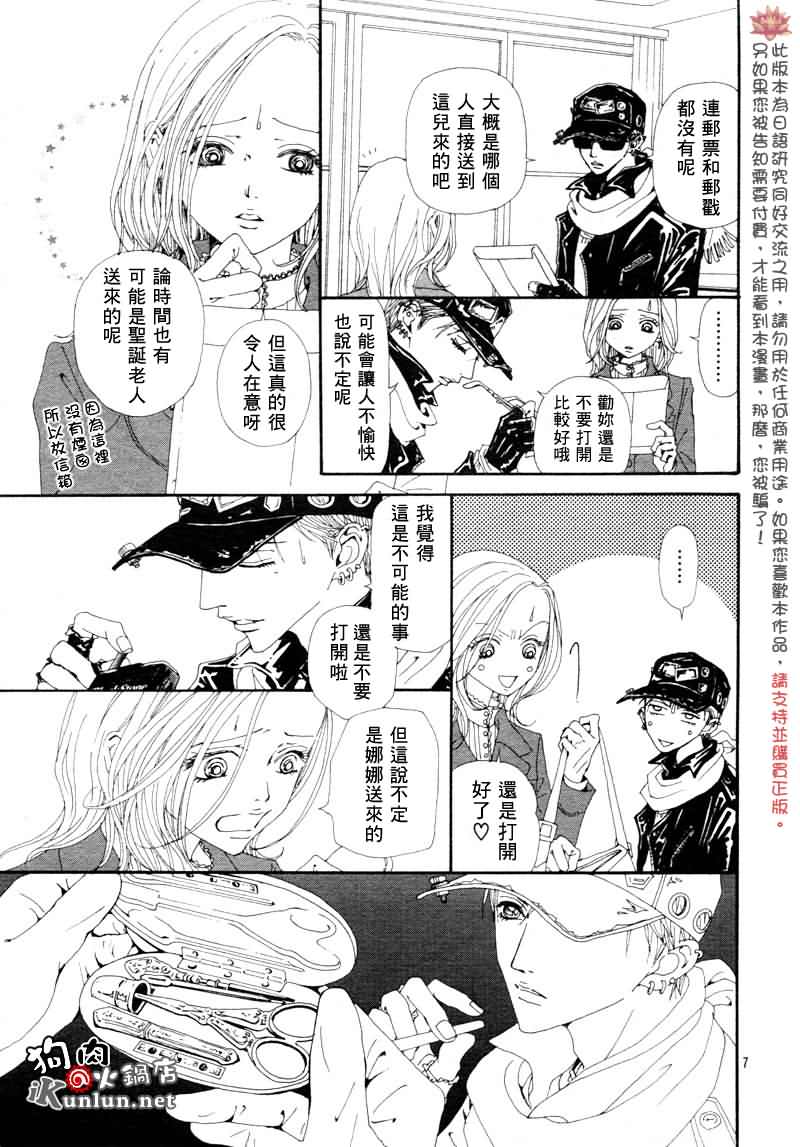 連郵票和郵戳
都沒有呢
大概是哪個
人直接送到
這兒來的吧
論時間也有
可能是聖誕老人
送來的呢
因為這裡
沒有煙囪
所以放信箱
但這真的很
令人在意呀
………
勸妳還是
不要打開
比較好哦
可能會讓人不愉快
也說不定呢
……
還是打開
好了♡
我覺得
這是不可能的事
還是不要
打開啦
但這說不定
是娜娜送來的
7
狗肉@火鍋店
iKunlun.net
此版本為日語研究同好交流之用，請勿用於任何商業用途。如果您喜歡本作品，請支持並購買正版。
另如果您被告知需要付費，才能看到本漫畫，那麼，您被騙了！